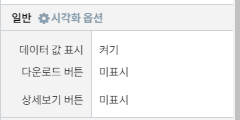 일반 시각화 옵션
데이터 값 표시 켜기
다운로드 버튼 미표시
상세보기 버튼 미표시